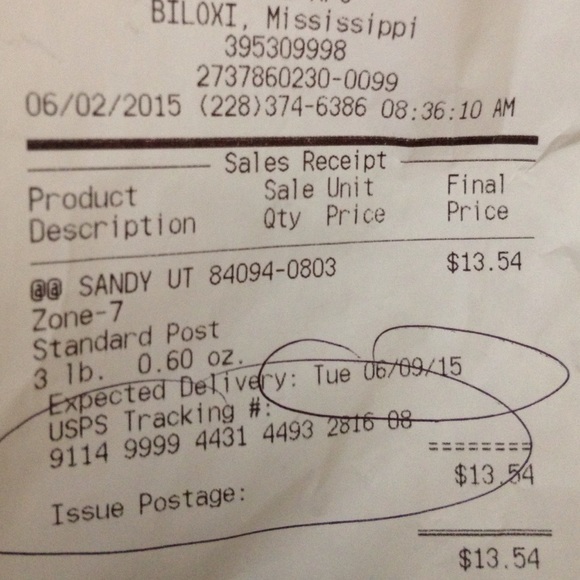 BILOXI, Mississippi
395309998
2737860230-0099
06/02/2015 (228)374-6386 08:36:10 AM
Sales Receipt
Product Sale Unit Final
Description Qty Price Price
@@ SANDY UT 84094-0803 $13.54
Zone-7
Standard Post
3 lb. 0.60 oz.
Expected Delivery: Tue 06/09/15
USPS Tracking #:
9114 9999 4431 4493 2816 08
========
$13.54
Issue Postage:
$13.54